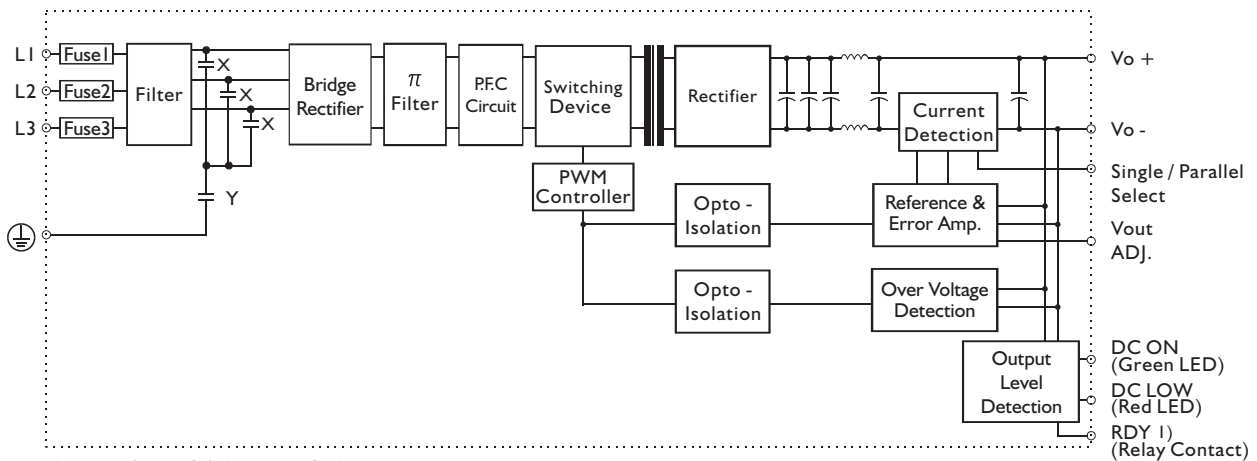 L1
Fuse1
L2
Fuse2
L3
Fuse3
Filter
X
X
X
Y
Bridge
Rectifier
π
Filter
P.F.C
Circuit
Switching
Device
PWM
Controller
Rectifier
Opto -
Isolation
Opto -
Isolation
Current
Detection
Reference &
Error Amp.
Over Voltage
Detection
Output
Level
Detection
Vo +
Vo -
Single / Parallel
Select
Vout
ADJ.
DC ON
(Green LED)
DC LOW
(Red LED)
RDY 1)
(Relay Contact)